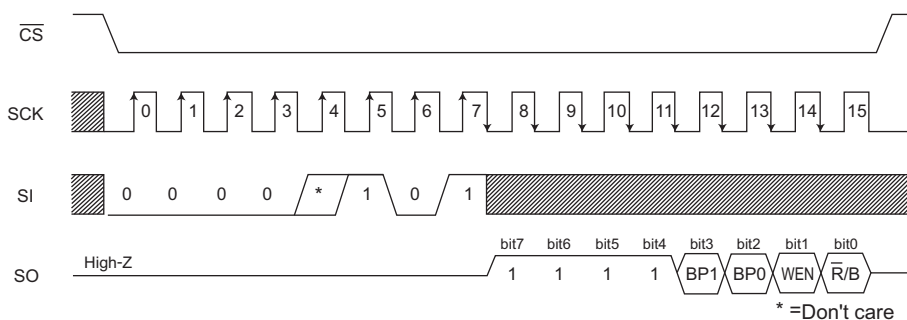 CS
SCK 0 1 2 3 4 5 6 7 8 9 10 11 12 13 14 15
SI 0 0 0 0 * 1 0 1
bit7 bit6 bit5 bit4 bit3 bit2 bit1 bit0
SO High-Z 1 1 1 1 BP1 BP0 WEN R/B
* =Don't care